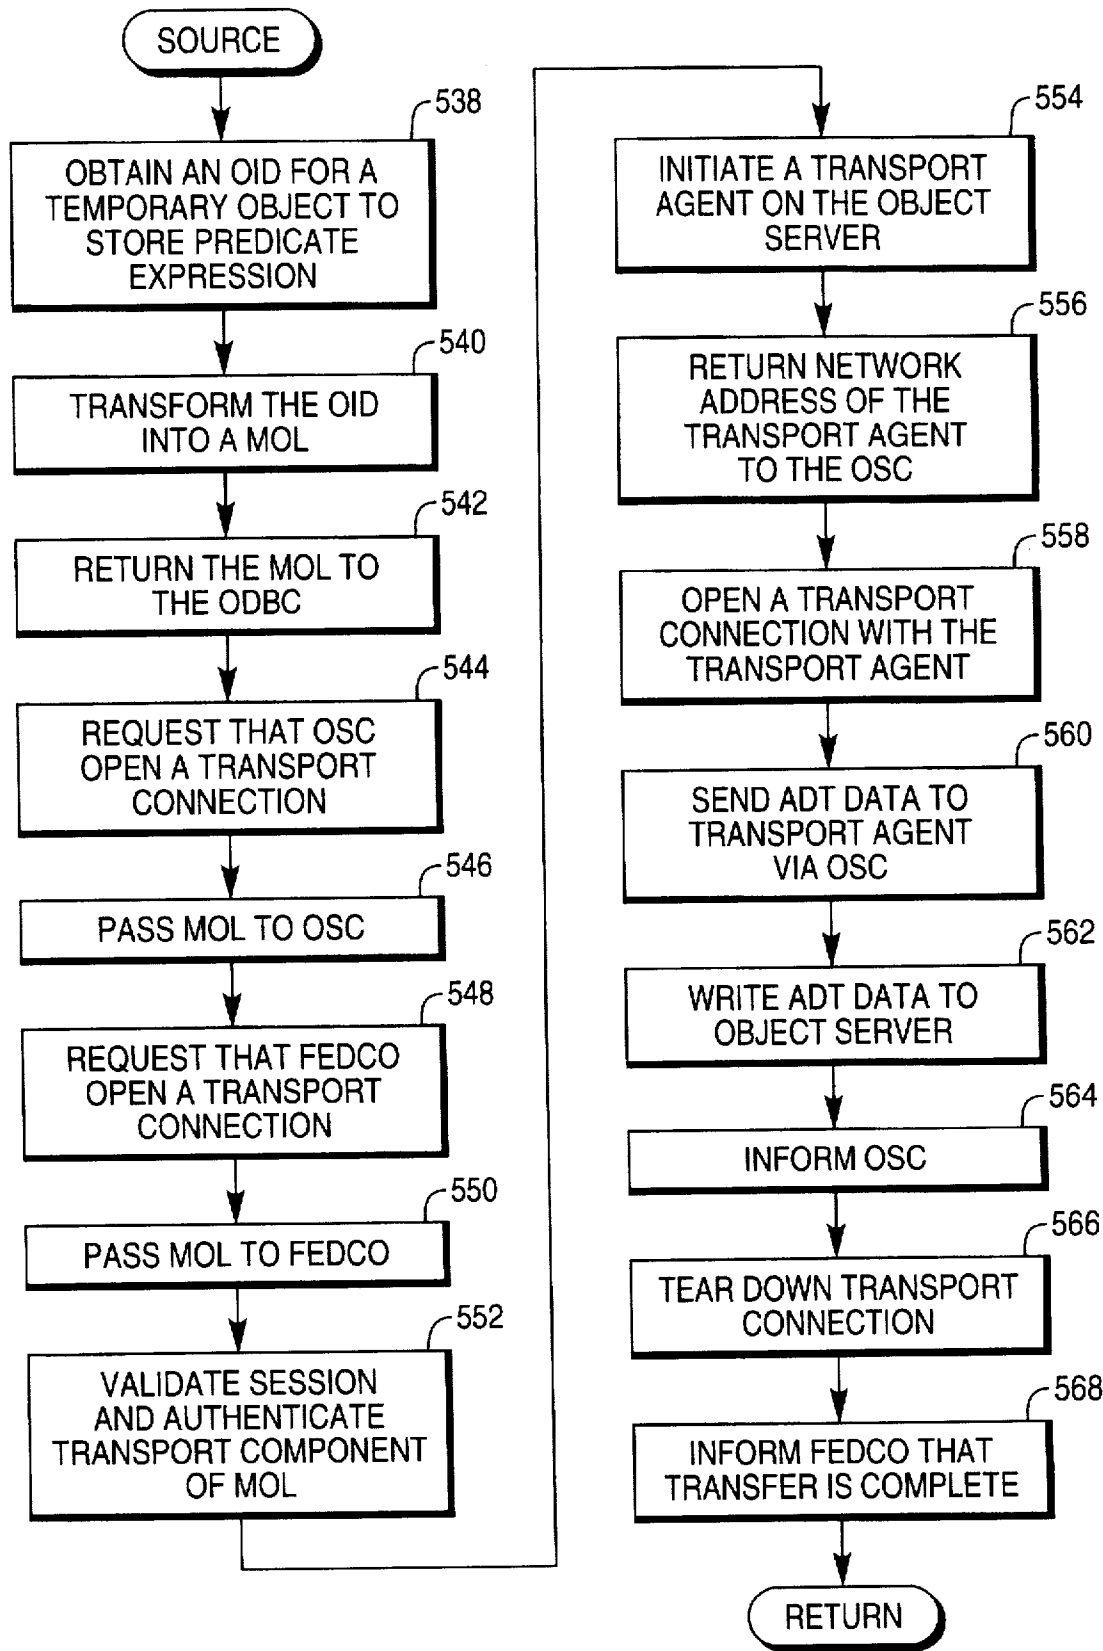 SOURCE
538
OBTAIN AN OID FOR A
TEMPORARY OBJECT TO
STORE PREDICATE
EXPRESSION
540
TRANSFORM THE OID
INTO A MOL
542
RETURN THE MOL TO
THE ODBC
544
REQUEST THAT OSC
OPEN A TRANSPORT
CONNECTION
546
PASS MOL TO OSC
548
REQUEST THAT FEDCO
OPEN A TRANSPORT
CONNECTION
550
PASS MOL TO FEDCO
552
VALIDATE SESSION
AND AUTHENTICATE
TRANSPORT COMPONENT
OF MOL
554
INITIATE A TRANSPORT
AGENT ON THE OBJECT
SERVER
556
RETURN NETWORK
ADDRESS OF THE
TRANSPORT AGENT
TO THE OSC
558
OPEN A TRANSPORT
CONNECTION WITH THE
TRANSPORT AGENT
560
SEND ADT DATA TO
TRANSPORT AGENT
VIA OSC
562
WRITE ADT DATA TO
OBJECT SERVER
564
INFORM OSC
566
TEAR DOWN TRANSPORT
CONNECTION
568
INFORM FEDCO THAT
TRANSFER IS COMPLETE
RETURN